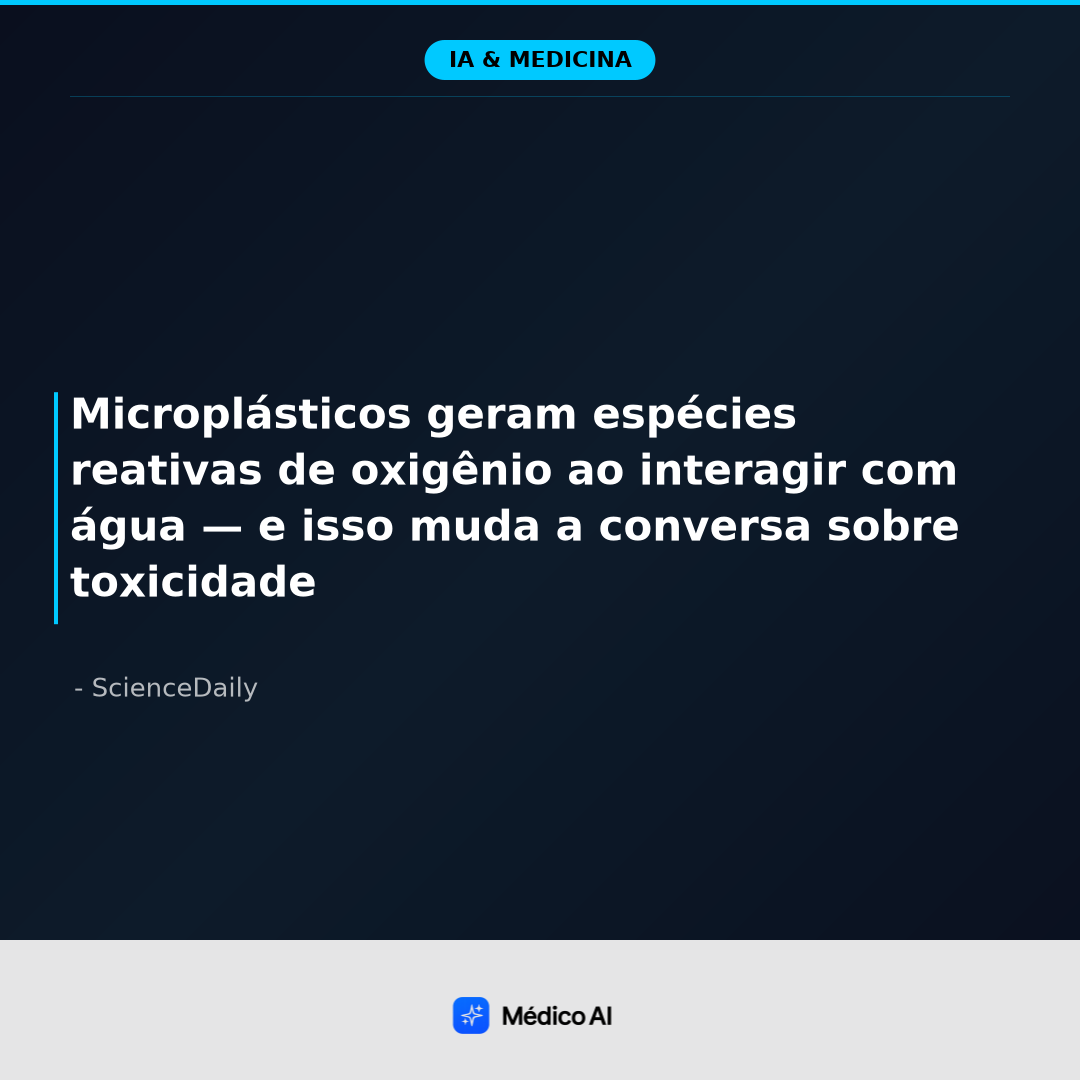 IA & MEDICINA
Microplásticos geram espécies
reativas de oxigênio ao interagir com
água — e isso muda a conversa sobre
toxicidade
- ScienceDaily
Médico AI